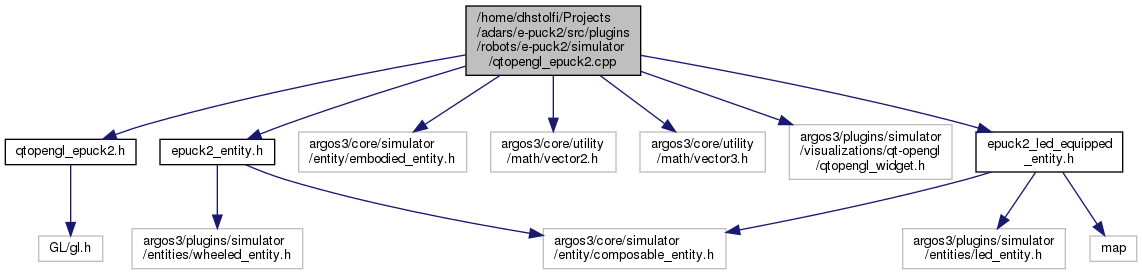 /home/dhstolfi/Projects
/adars/e-puck2/src/plugins
/robots/e-puck2/simulator
/qtopengl_epuck2.cpp
qtopengl_epuck2.h
epuck2_entity.h
argos3/core/simulator
/entity/embodied_entity.h
argos3/core/utility
/math/vector2.h
argos3/core/utility
/math/vector3.h
argos3/plugins/simulator
/visualizations/qt-opengl
/qtopengl_widget.h
epuck2_led_equipped
_entity.h
GL/gl.h
argos3/plugins/simulator
/entities/wheeled_entity.h
argos3/core/simulator
/entity/composable_entity.h
argos3/plugins/simulator
/entities/led_entity.h
map